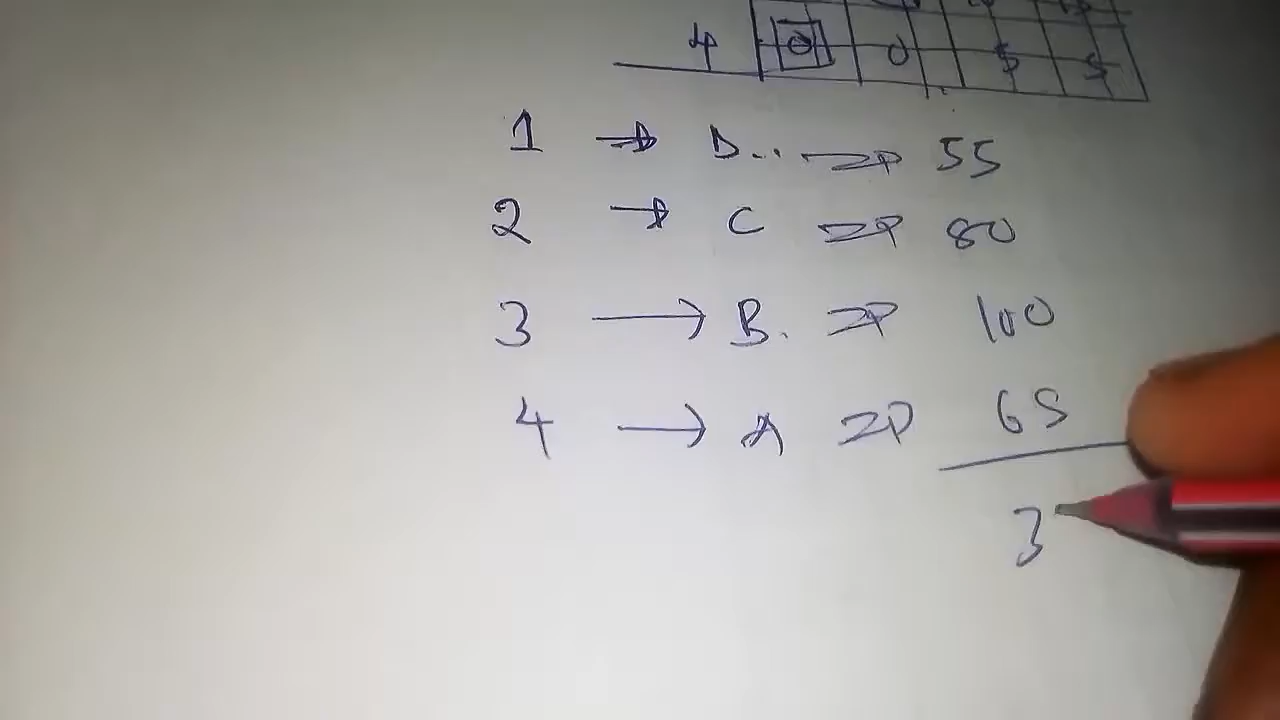 4 0 0 5 5
1 → D.. ⇒ 55
2 → C ⇒ 80
3 → B. ⇒ 100
4 → A ⇒ 65
3